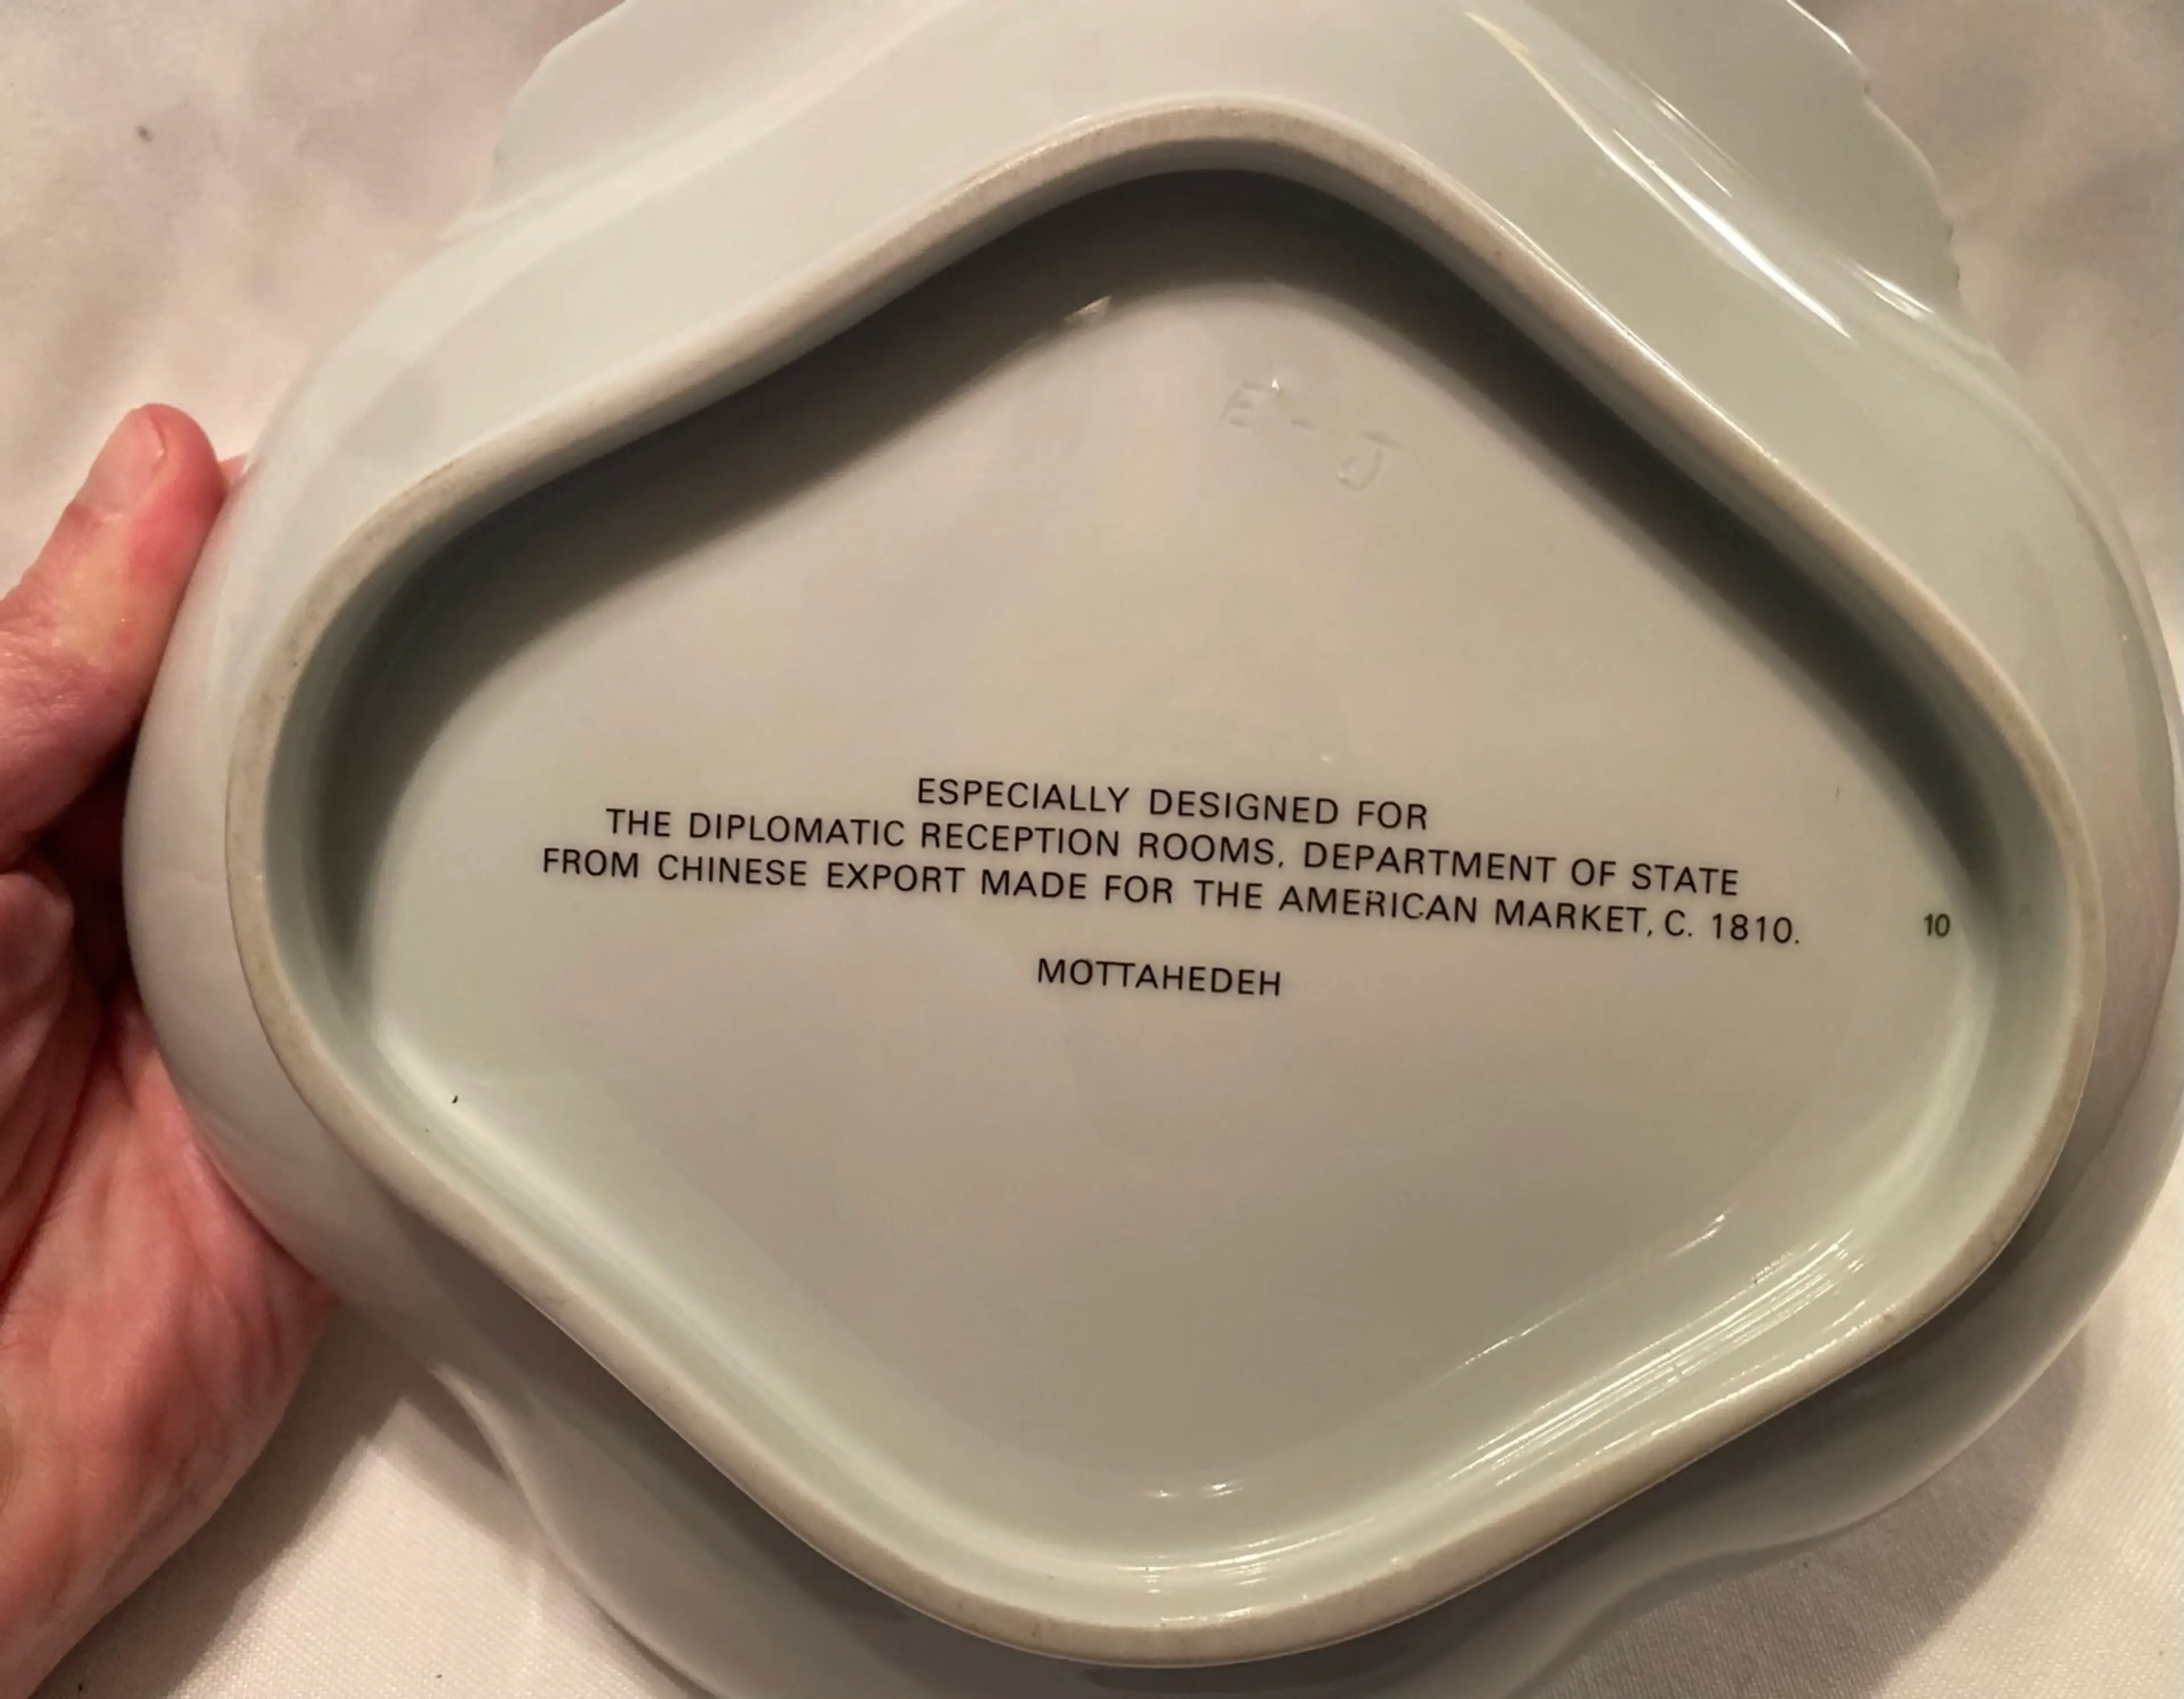 E-J
ESPECIALLY DESIGNED FOR
THE DIPLOMATIC RECEPTION ROOMS, DEPARTMENT OF STATE
FROM CHINESE EXPORT MADE FOR THE AMERICAN MARKET, C. 1810.
10
MOTTAHEDEH